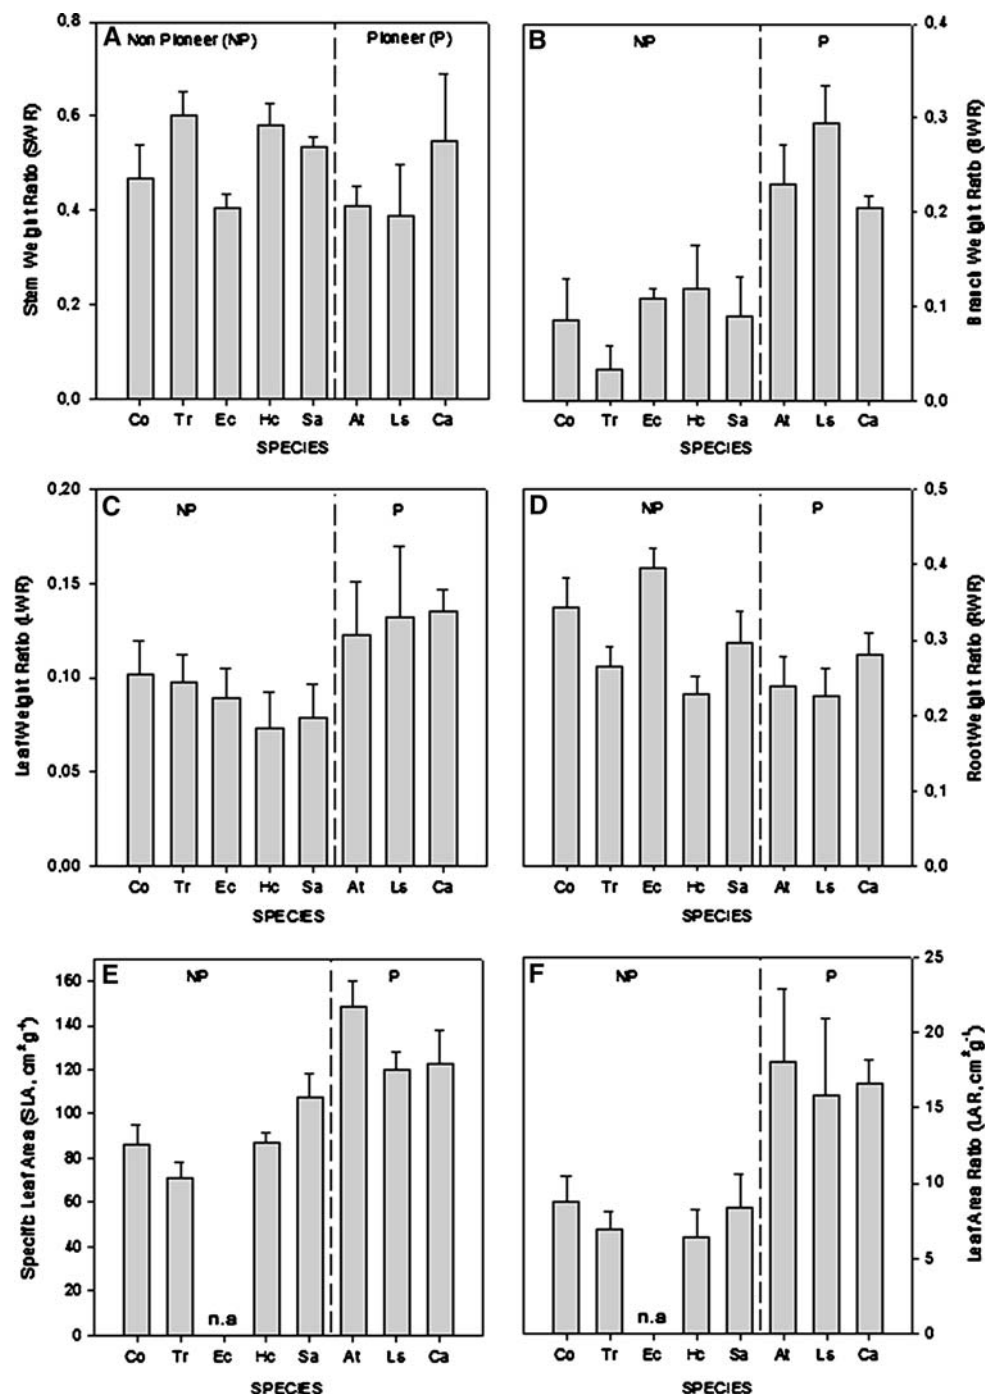 A Non Pioneer (NP) Pioneer (P)
0,8
0,6
0,4
0,2
0,0
Stem Weight Ratio (SWR)
Co Tr Ec Hc Sa At Ls Ca
SPECIES
B NP P
0,4
0,3
0,2
0,1
0,0
Branch Weight Ratio (BWR)
Co Tr Ec Hc Sa At Ls Ca
SPECIES
C NP P
0,20
0,15
0,10
0,05
0,00
Leaf Weight Ratio (LWR)
Co Tr Ec Hc Sa At Ls Ca
SPECIES
D NP P
0,5
0,4
0,3
0,2
0,1
0,0
Root Weight Ratio (RWR)
Co Tr Ec Hc Sa At Ls Ca
SPECIES
E NP P
160
140
120
100
80
60
40
20
0
Specific Leaf Area (SLA, cm² g⁻¹)
n.a
Co Tr Ec Hc Sa At Ls Ca
SPECIES
F NP P
25
20
15
10
5
0
Leaf Area Ratio (LAR, cm² g⁻¹)
n.a
Co Tr Ec Hc Sa At Ls Ca
SPECIES